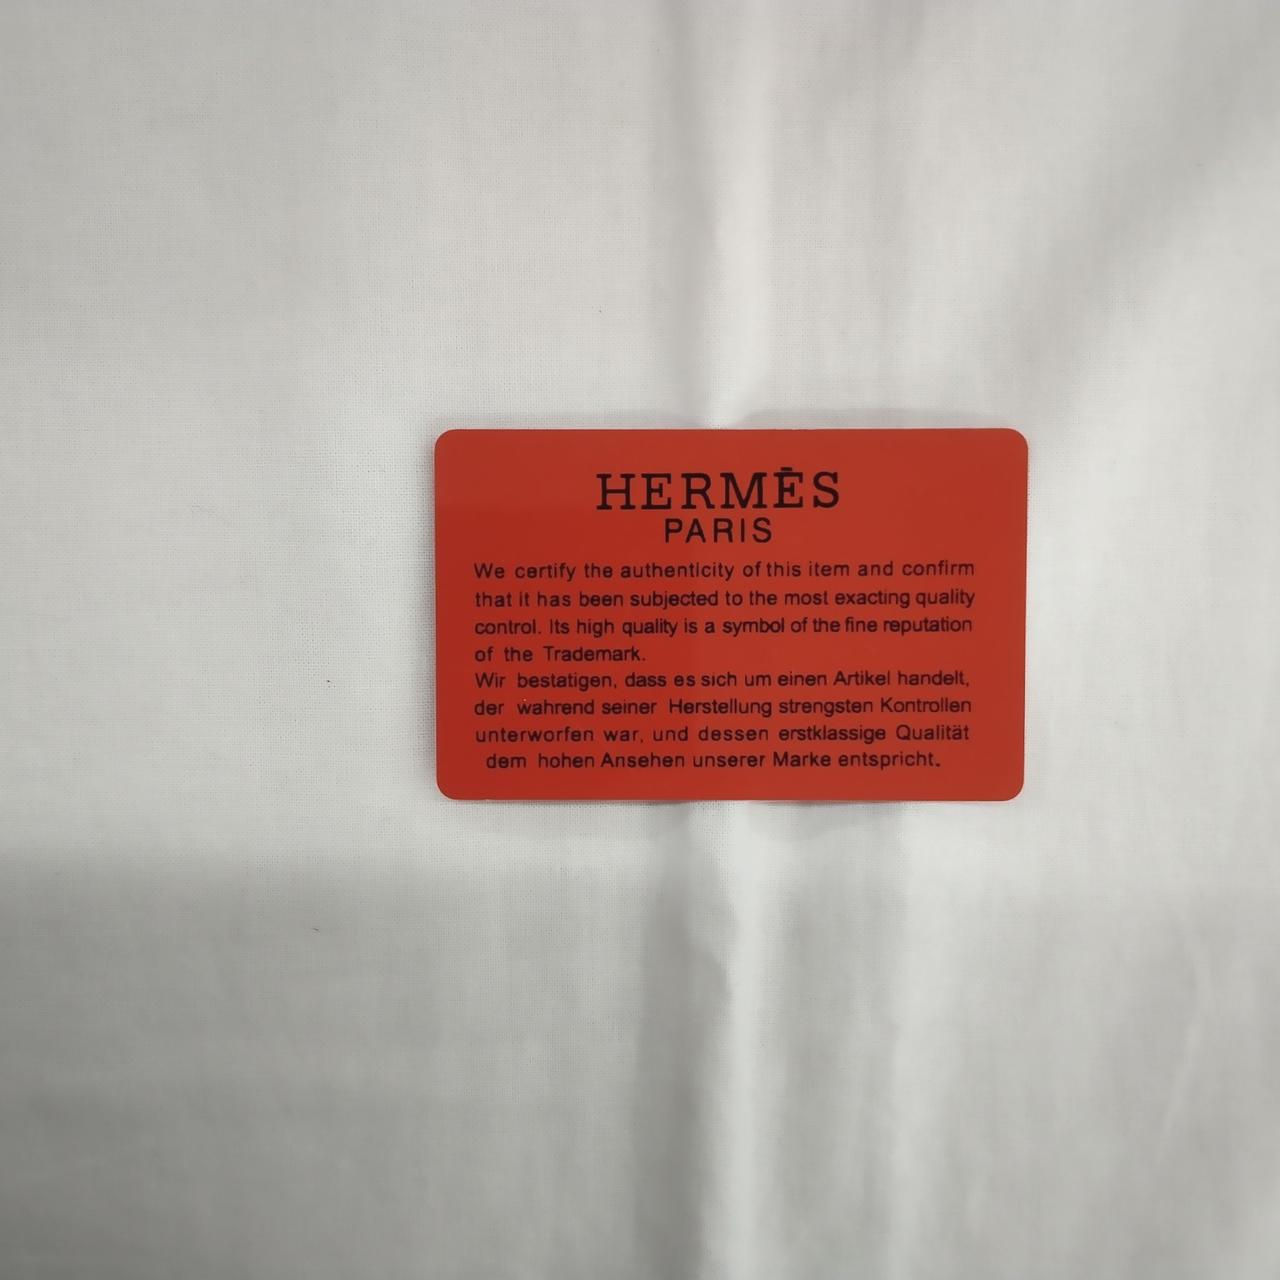 HERMÈS
PARIS
We certify the authenticity of this item and confirm
that it has been subjected to the most exacting quality
control. Its high quality is a symbol of the fine reputation
of the Trademark.
Wir bestatigen, dass es sich um einen Artikel handelt,
der wahrend seiner Herstellung strengsten Kontrollen
unterworfen war, und dessen erstklassige Qualität
dem hohen Ansehen unserer Marke entspricht.